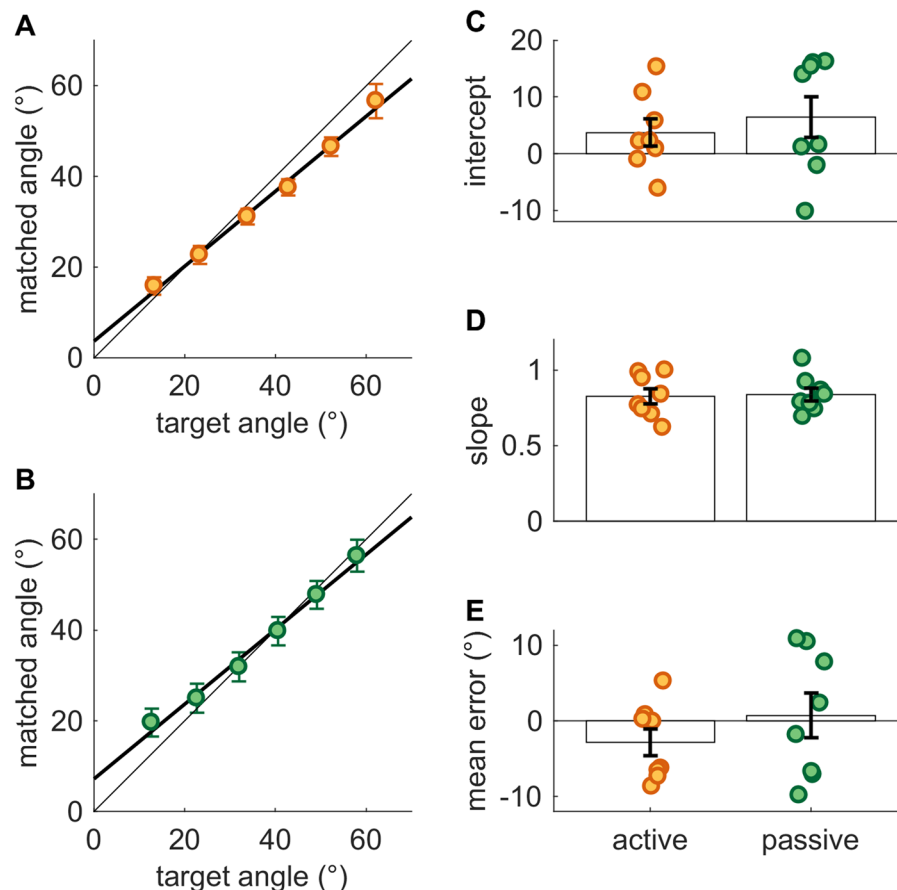 A
matched angle (°)
60
40
20
0
0 20 40 60
target angle (°)
B
matched angle (°)
60
40
20
0
0 20 40 60
target angle (°)
C
intercept
20
10
0
-10
D
slope
1
0.5
0
E
mean error (°)
10
0
-10
active passive